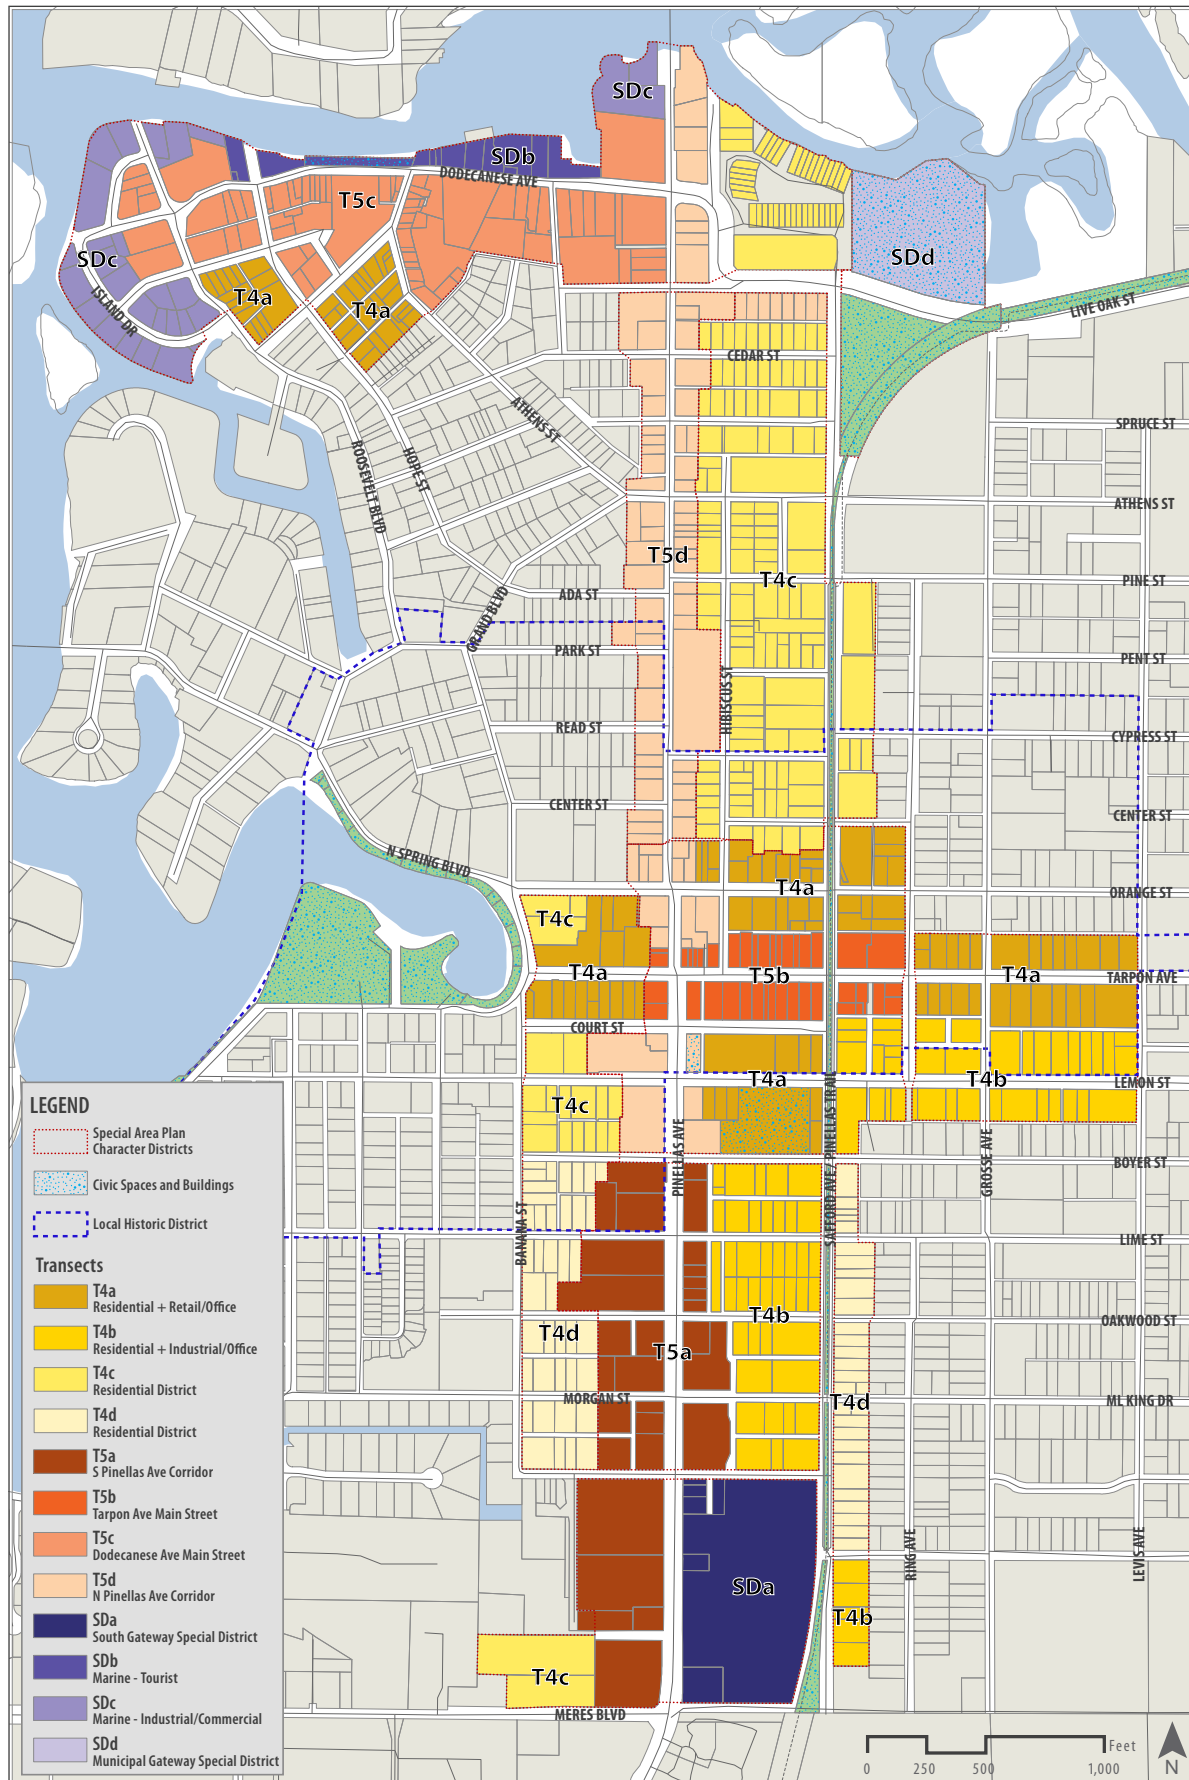 SDc
SDb
DODECANESE AVE
T5c
SDc
SDd
T4a
T4a
ISLAND DR
LIVE OAK ST
CEDAR ST
ATHENS ST
SPRUCE ST
ROOSEVELT BLVD
HOPE ST
ATHENS ST
T5d
T4c
PINE ST
ADA ST
GRAND BLVD
PARK ST
PENT ST
HIBISCUS ST
READ ST
CYPRESS ST
CENTER ST
CENTER ST
N SPRING BLVD
T4a
ORANGE ST
T4c
T4a
T5b
T4a
TARPON AVE
COURT ST
T4a
T4b
LEMON ST
T4c
PINELLAS AVE
SAFFORD AVE/ PINELLAS TRAIL
GROSSE AVE
BOYER ST
BANANA ST
LIME ST
T4b
OAKWOOD ST
T4d
T5a
MORGAN ST
T4d
ML KING DR
RING AVE
LEVIS AVE
SDa
T4b
T4c
MERES BLVD
LEGEND
Special Area Plan
Character Districts
Civic Spaces and Buildings
Local Historic District
Transects
T4a
Residential + Retail/Office
T4b
Residential + Industrial/Office
T4c
Residential District
T4d
Residential District
T5a
S Pinellas Ave Corridor
T5b
Tarpon Ave Main Street
T5c
Dodecanese Ave Main Street
T5d
N Pinellas Ave Corridor
SDa
South Gateway Special District
SDb
Marine - Tourist
SDc
Marine - Industrial/Commercial
SDd
Municipal Gateway Special District
Feet
0 250 500 1,000
N